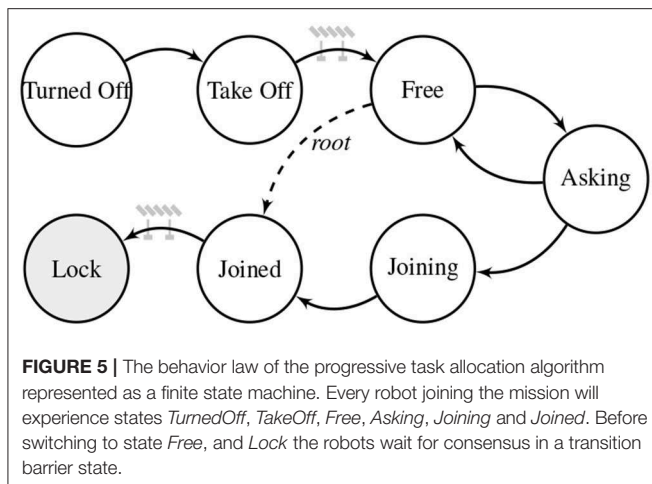 Turned Off
Take Off
Free
root
Asking
Lock
Joined
Joining
FIGURE 5 | The behavior law of the progressive task allocation algorithm
represented as a finite state machine. Every robot joining the mission will
experience states TurnedOff, TakeOff, Free, Asking, Joining and Joined. Before
switching to state Free, and Lock the robots wait for consensus in a transition
barrier state.